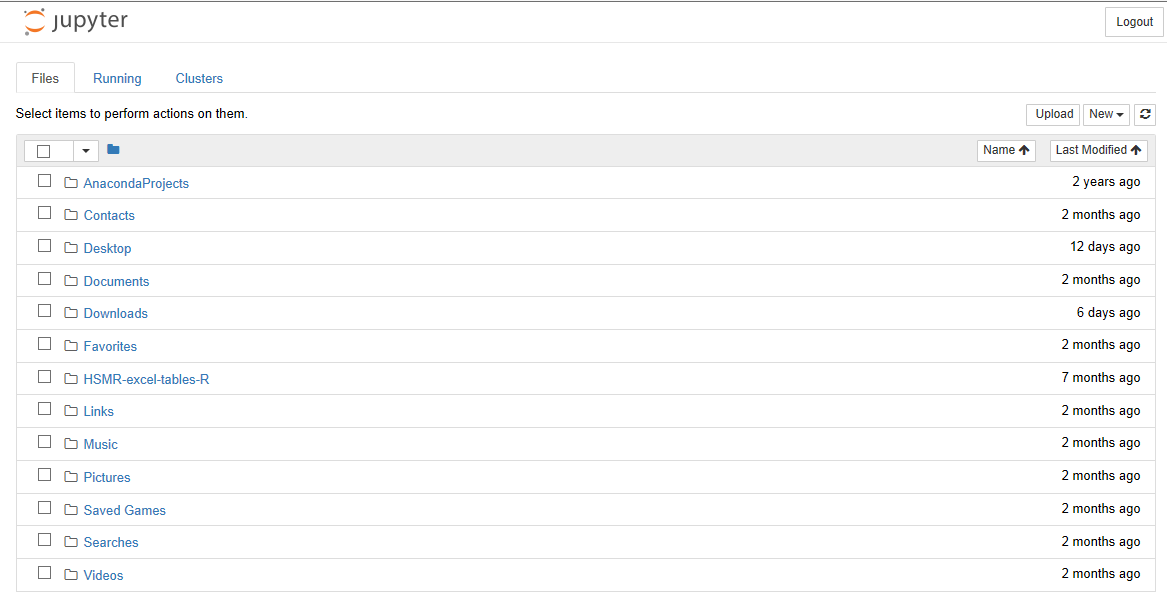 jupyter
Logout
Files Running Clusters
Select items to perform actions on them.
Upload New
Name Last Modified
AnacondaProjects 2 years ago
Contacts 2 months ago
Desktop 12 days ago
Documents 2 months ago
Downloads 6 days ago
Favorites 2 months ago
HSMR-excel-tables-R 7 months ago
Links 2 months ago
Music 2 months ago
Pictures 2 months ago
Saved Games 2 months ago
Searches 2 months ago
Videos 2 months ago